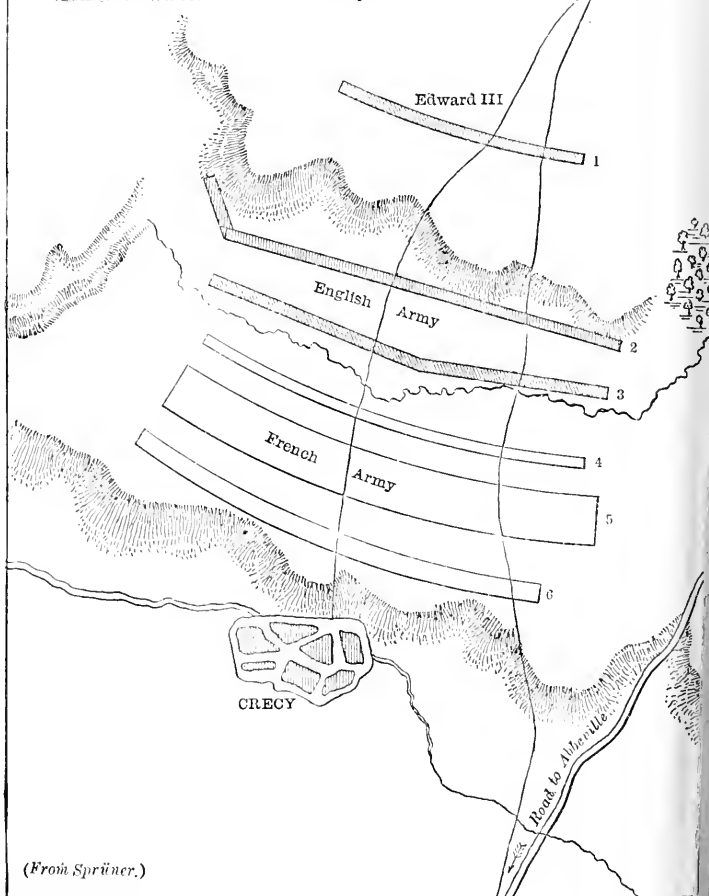 Edward III
1
English Army
2
3
4
French Army
5
6
CRECY
Road to Abbeville
(From Sprüner.)